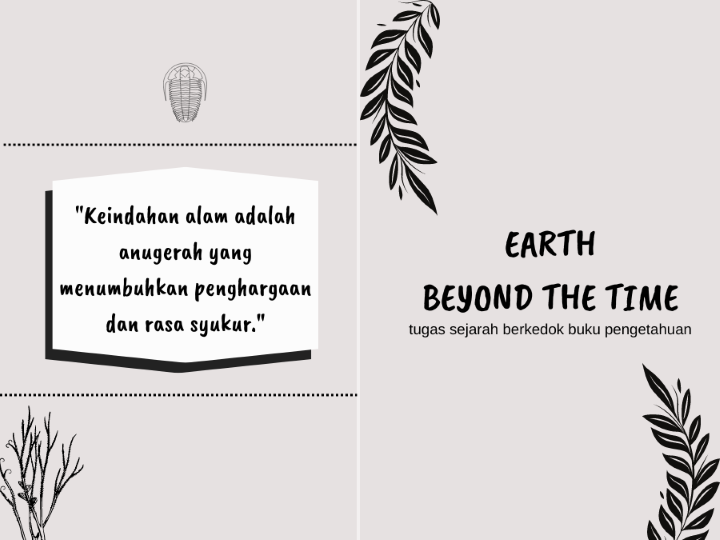 "Keindahan alam adalah
anugerah yang
menumbuhkan penghargaan
dan rasa syukur."
EARTH
BEYOND THE TIME
tugas sejarah berkedok buku pengetahuan